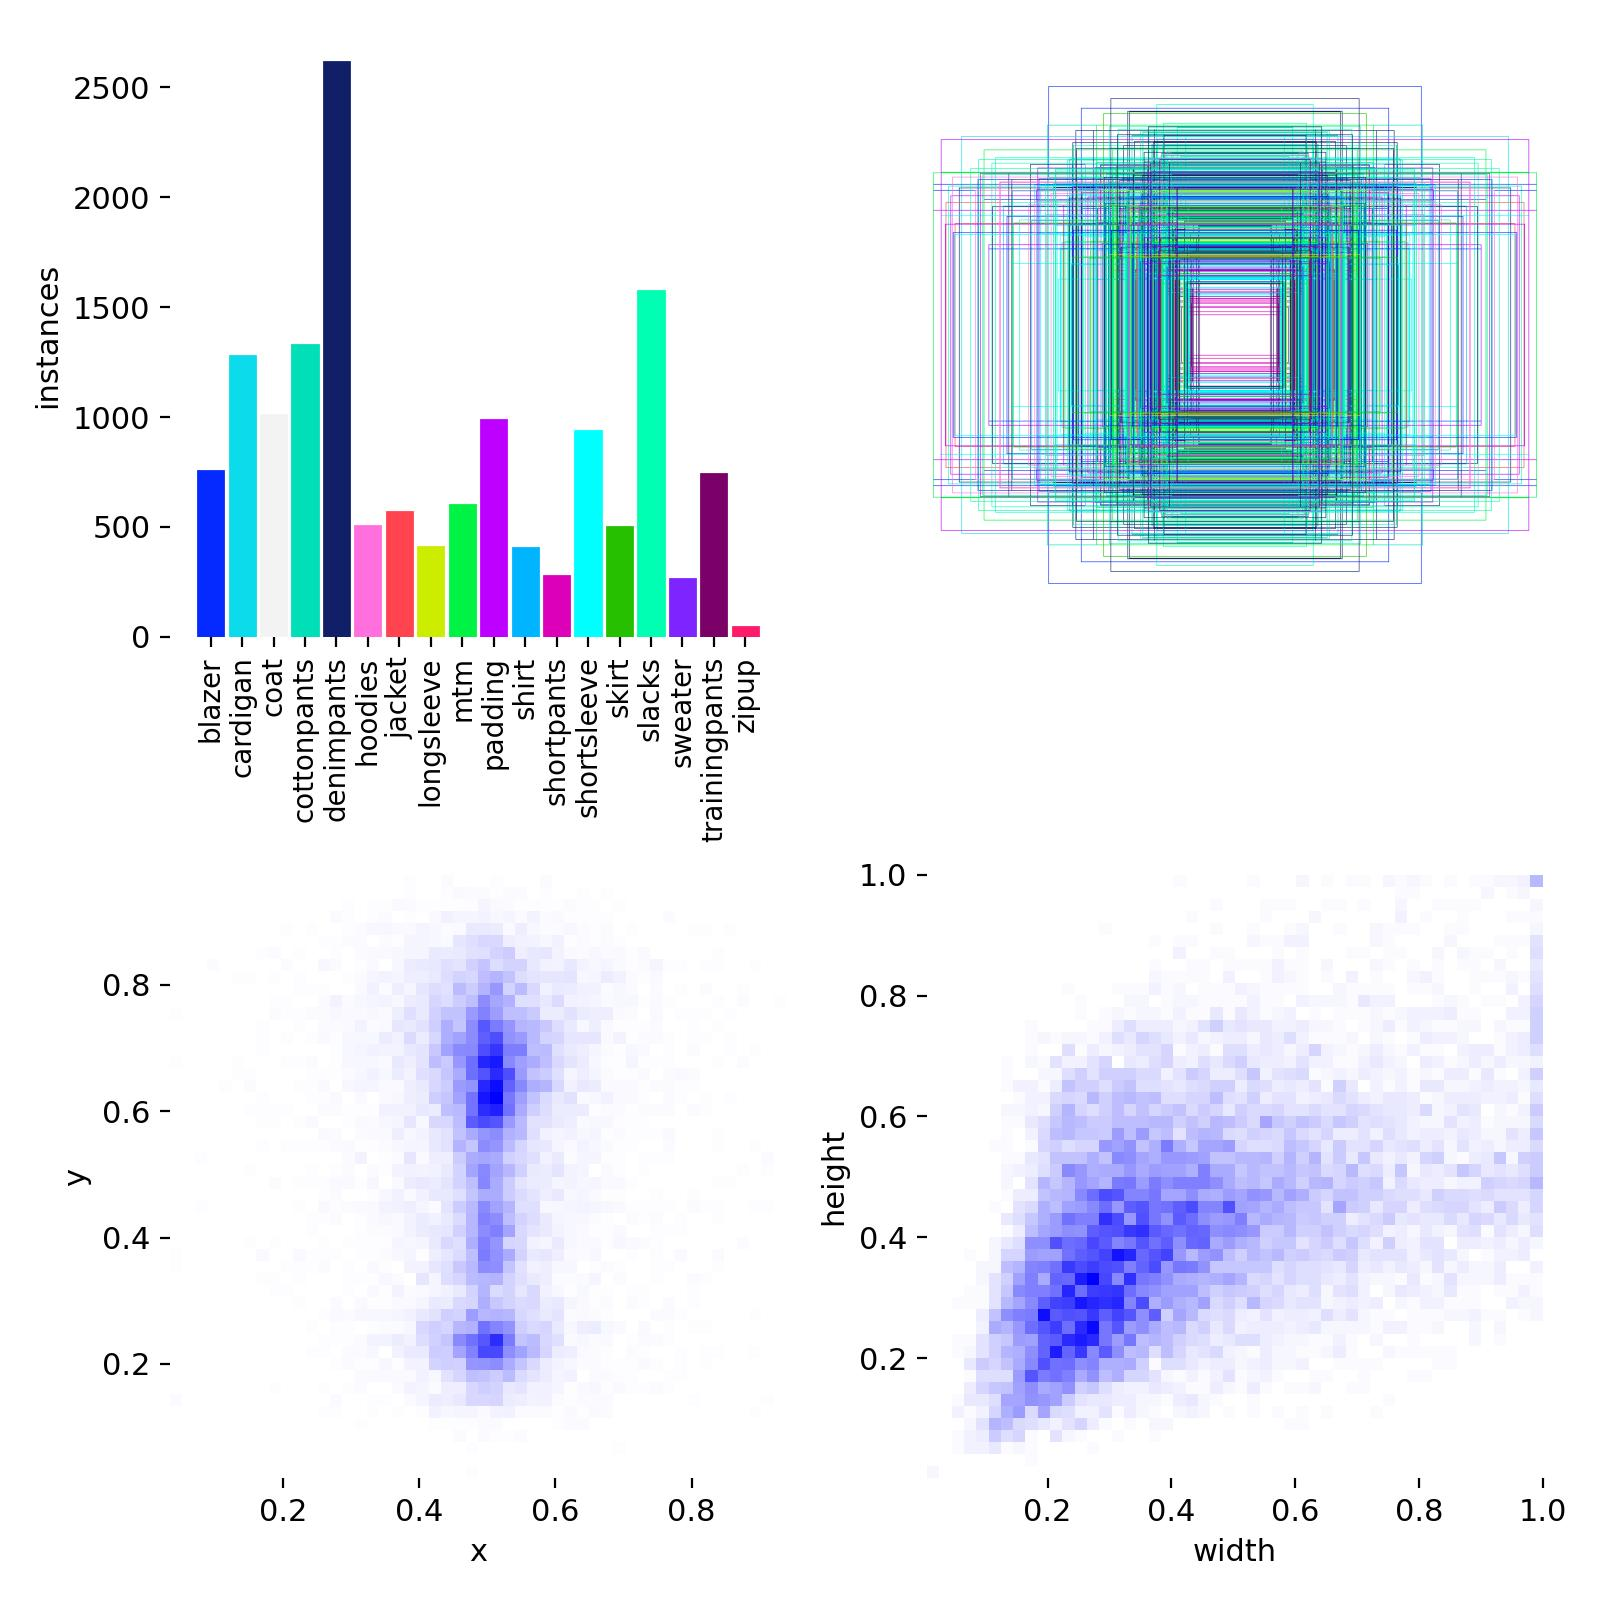 instances
2500
2000
1500
1000
500
0
blazer
cardigan
coat
cottonpants
denimpants
hoodies
jacket
longsleeve
mtm
padding
shirt
shortpants
shortsleeve
skirt
slacks
sweater
trainingpants
zipup
y
0.8
0.6
0.4
0.2
0.2 0.4 0.6 0.8
x
height
1.0
0.8
0.6
0.4
0.2
0.2 0.4 0.6 0.8 1.0
width